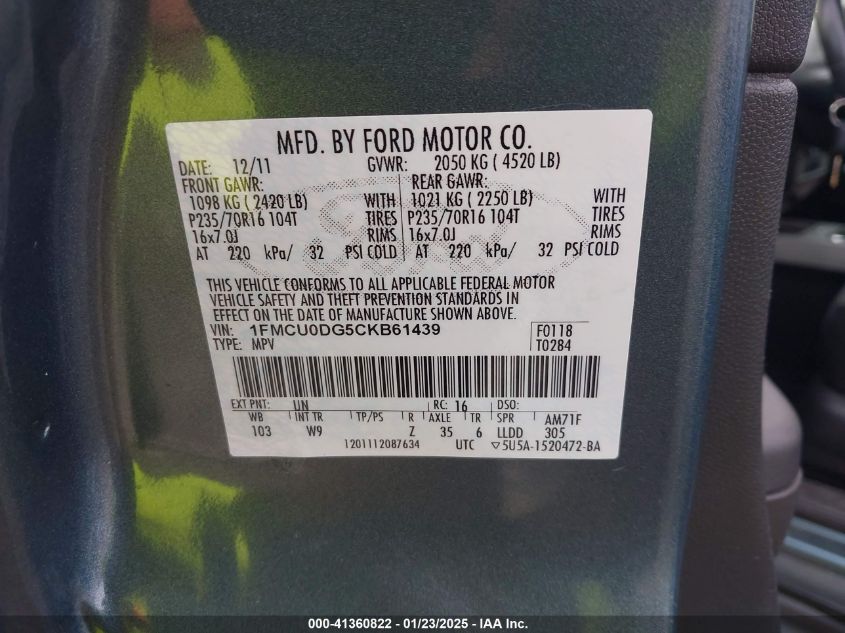 MFD. BY FORD MOTOR CO.
DATE: 12/11 GVWR: 2050 KG ( 4520 LB)
FRONT GAWR: REAR GAWR:
1098 KG ( 2420 LB) WITH 1021 KG ( 2250 LB) WITH
P235/70R16 104T TIRES P235/70R16 104T TIRES
16x7.0J RIMS 16x7.0J RIMS
AT 220 kPa/ 32 PSI COLD AT 220 kPa/ 32 PSI COLD
THIS VEHICLE CONFORMS TO ALL APPLICABLE FEDERAL MOTOR
VEHICLE SAFETY AND THEFT PREVENTION STANDARDS IN
EFFECT ON THE DATE OF MANUFACTURE SHOWN ABOVE.
VIN: 1FMCU0DG5CKB61439 F0118
TYPE: MPV T0284
EXT PNT: UN RC: 16 DSO:
WB INT TR TP/PS R AXLE TR SPR AM71F
103 W9 Z 35 6 LLDD 305
1201112087634 UTC ▽5U5A-1520472-BA
000-41360822 - 01/23/2025 - IAA Inc.